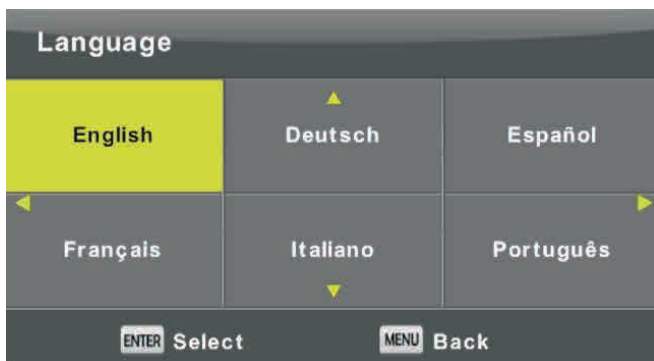 Language
English Deutsch Español
Français Italiano Português
ENTER Select MENU Back